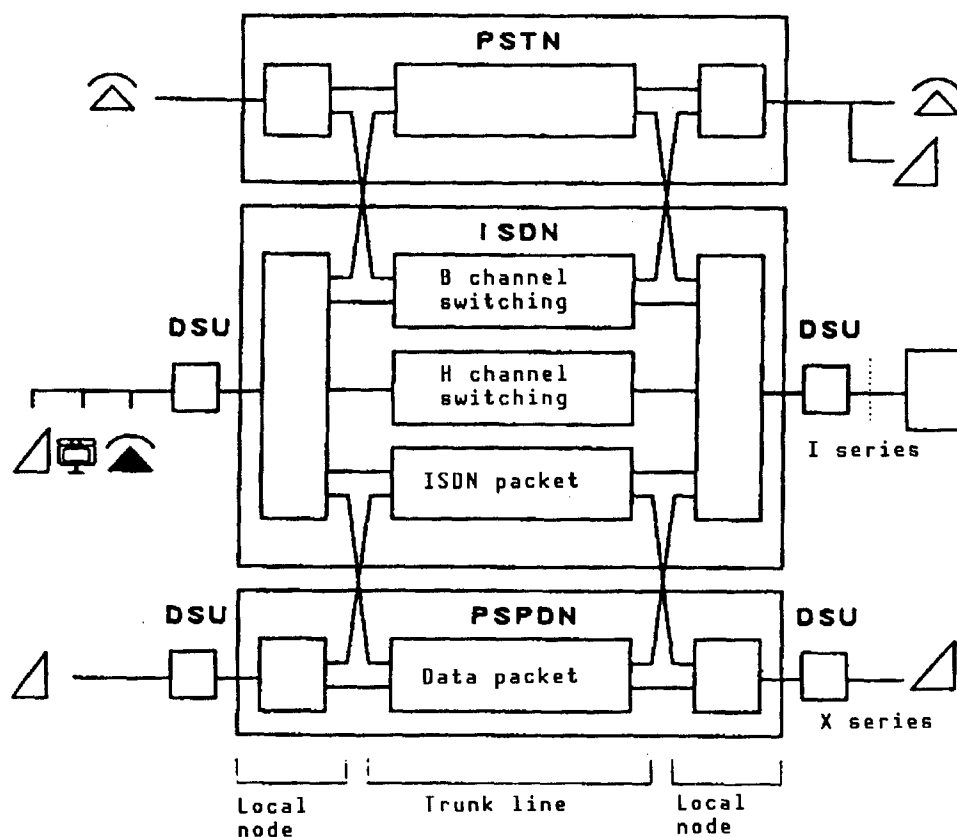 PSTN
ISDN
B channel
switching
DSU
DSU
H channel
switching
I series
ISDN packet
DSU
PSPDN
DSU
Data packet
X series
Local
node
Trunk line
Local
node